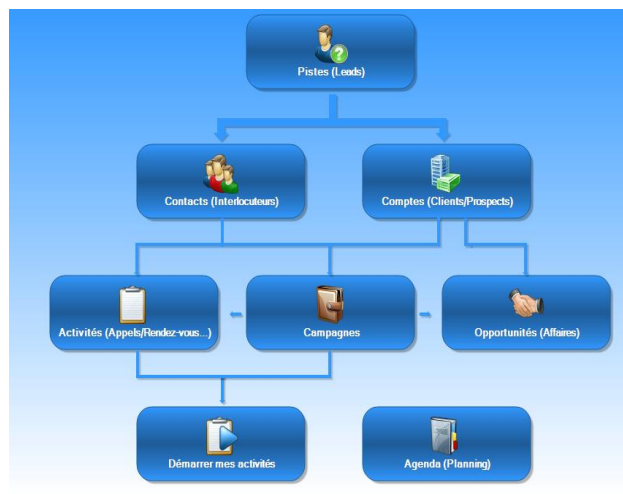 Pistes (Leads)
Contacts (Interlocuteurs)
Comptes (Clients/Prospects)
Activités (Appels/Rendez-vous...)
Campagnes
Opportunités (Affaires)
Démarrer mes activités
Agenda (Planning)